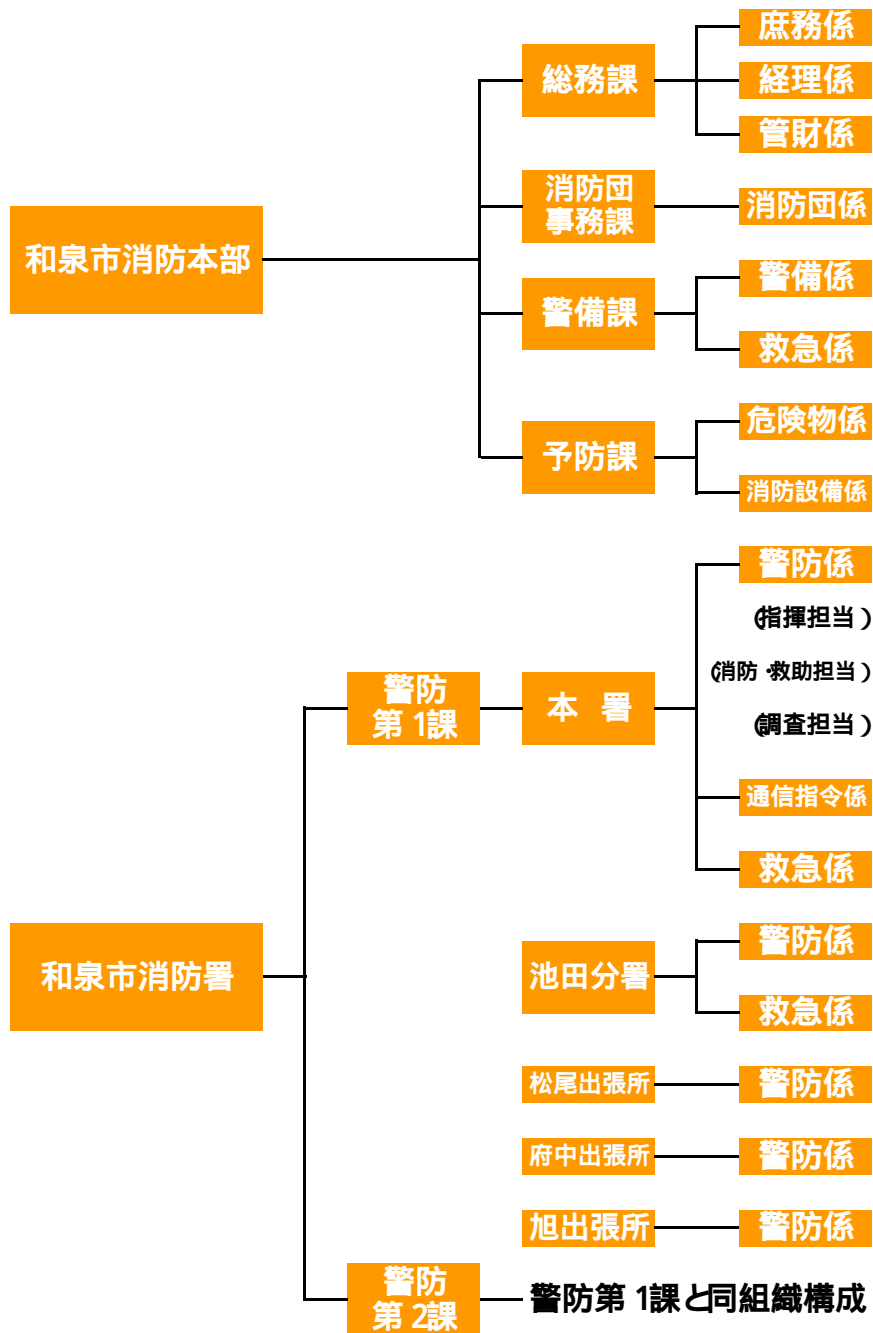 和泉市消防本部
総務課
庶務係
経理係
管財係
消防団
事務課
消防団係
警備課
警備係
救急係
予防課
危険物係
消防設備係
和泉市消防署
警防
第1課
本 署
警防係
(指揮担当)
(消防・救助担当)
(調査担当)
通信指令係
救急係
池田分署
警防係
救急係
松尾出張所
警防係
府中出張所
警防係
旭出張所
警防係
警防
第2課
警防第1課と同組織構成